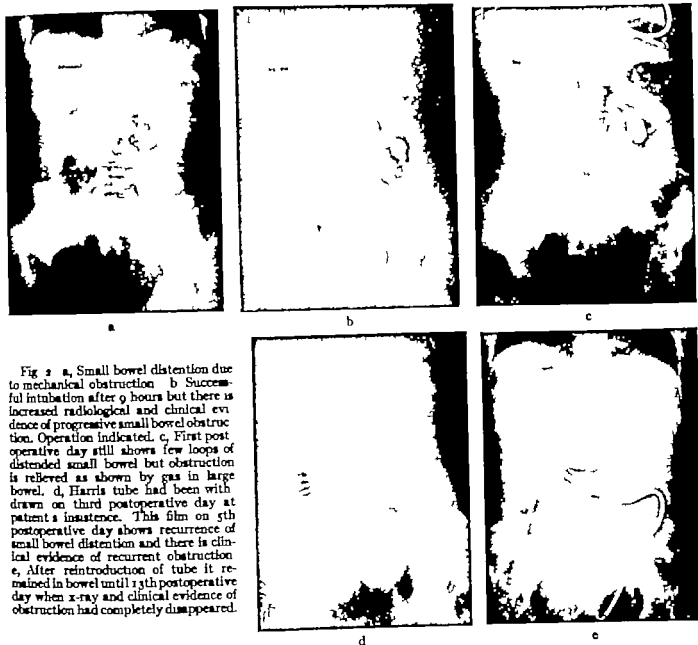 a
b
c
Fig 2 a, Small bowel distention due
to mechanical obstruction b Success-
ful intubation after 9 hours but there is
increased radiological and clinical evi
dence of progressive small bowel obstruc
tion. Operation indicated. c, First post
operative day still shows few loops of
distended small bowel but obstruction
is relieved as shown by gas in large
bowel. d, Harris tube had been with
drawn on third postoperative day at
patient s insistence. This film on 5th
postoperative day shows recurrence of
small bowel distention and there is clin-
ical evidence of recurrent obstruction
e, After reintroduction of tube it re-
mained in bowel until 13th postoperative
day when x-ray and clinical evidence of
obstruction had completely disappeared.
d
e